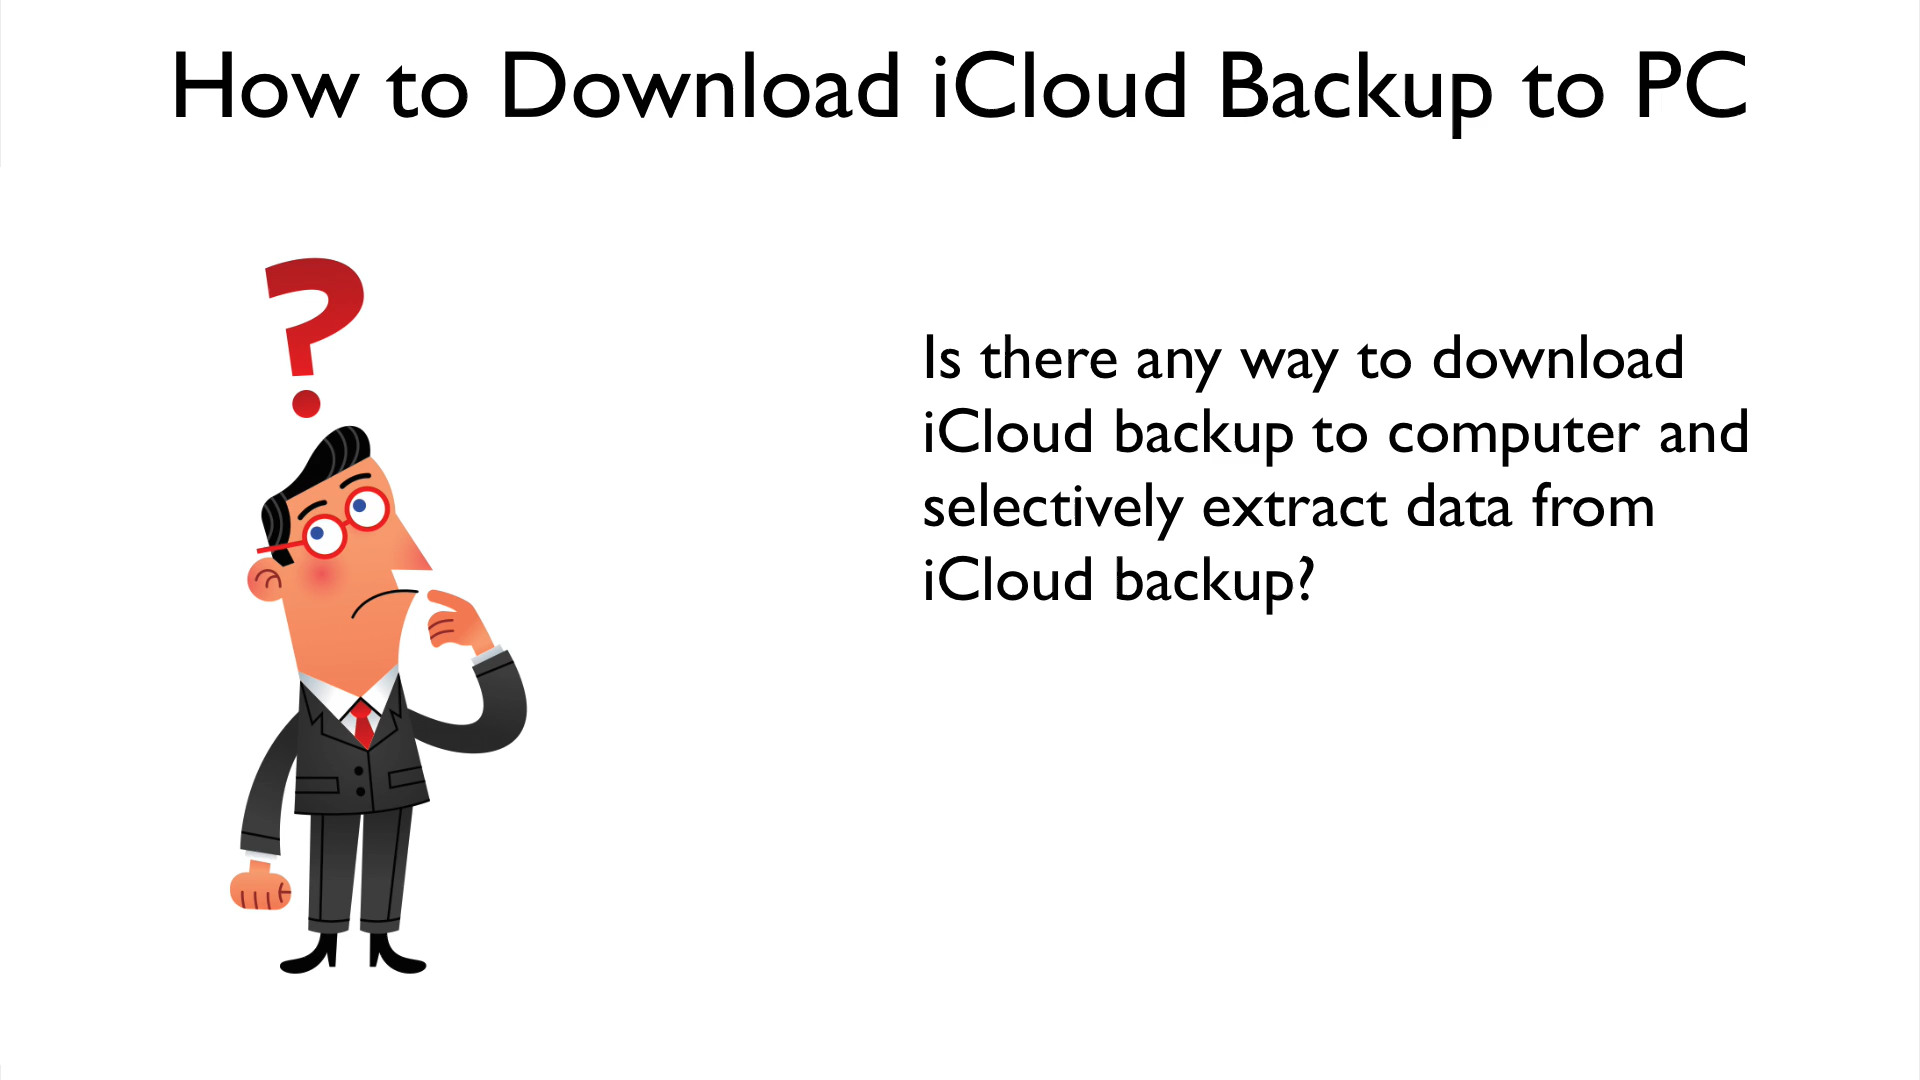 How to Download iCloud Backup to PC
?
Is there any way to download
iCloud backup to computer and
selectively extract data from
iCloud backup?